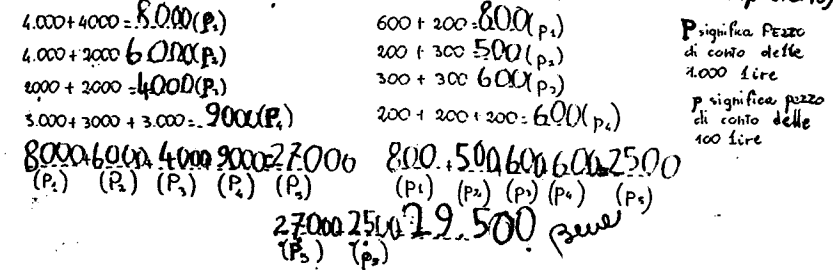 4.000+4000=8.000(P₁)
4.000+2000 6000(P₂)
2000+2000=4000(P₃)
3.000+3000+3.000=9000(P₄)
8000+6000+4000 9000=27000
(P₁) (P₂) (P₃) (P₄) (P₅)
600+200=800(p₁)
200+300 500(p₂)
300+300 600(p₃)
200+200+200=600(p₄)
800+500,600,600=2500
(p₁) (p₂) (p₃) (p₄) (p₅)
27000 2500 29.500 Bene
(P₅) (p₅)
P significa PEZZO
di conto delle
1.000 Lire
p significa pezzo
di conto delle
100 Lire